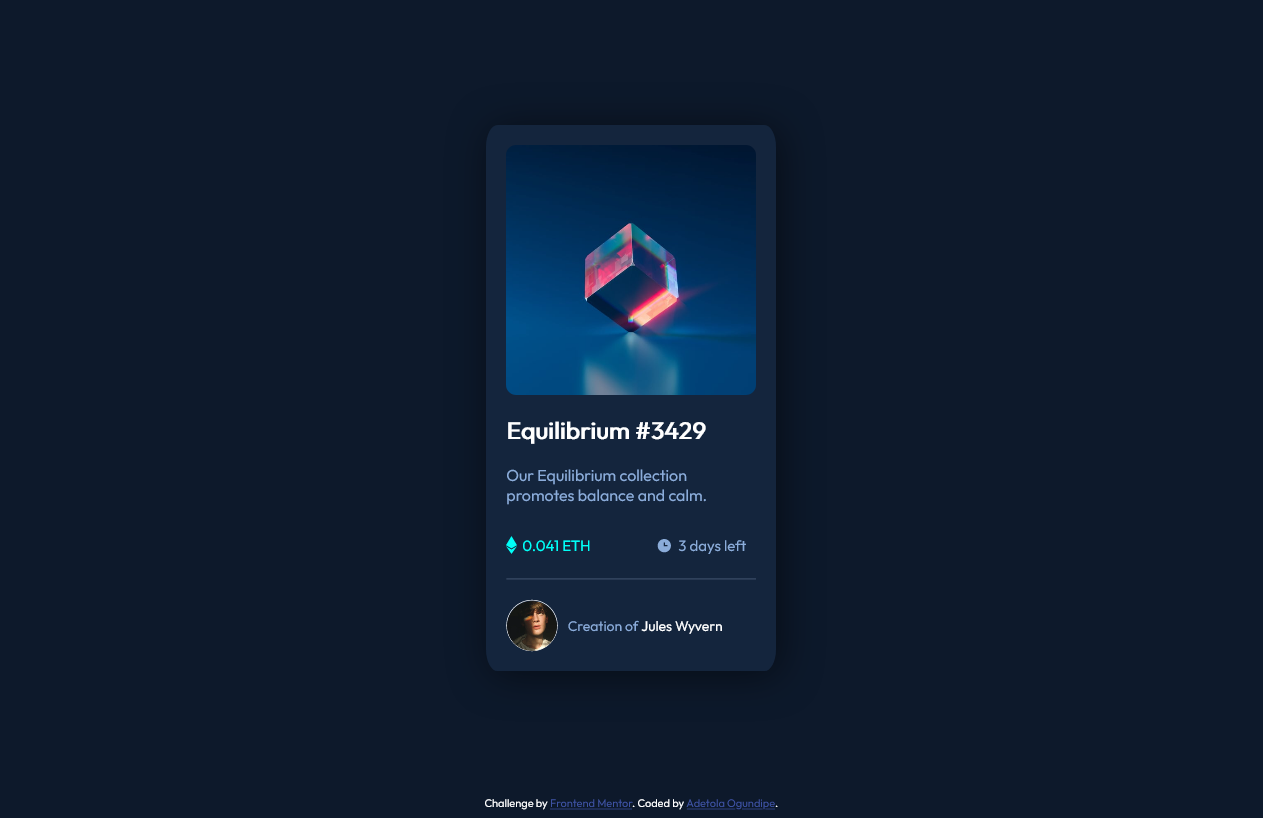 Equilibrium #3429
Our Equilibrium collection
promotes balance and calm.
0.041 ETH 3 days left
Creation of Jules Wyvern
Challenge by Frontend Mentor. Coded by Adetola Ogundipe.